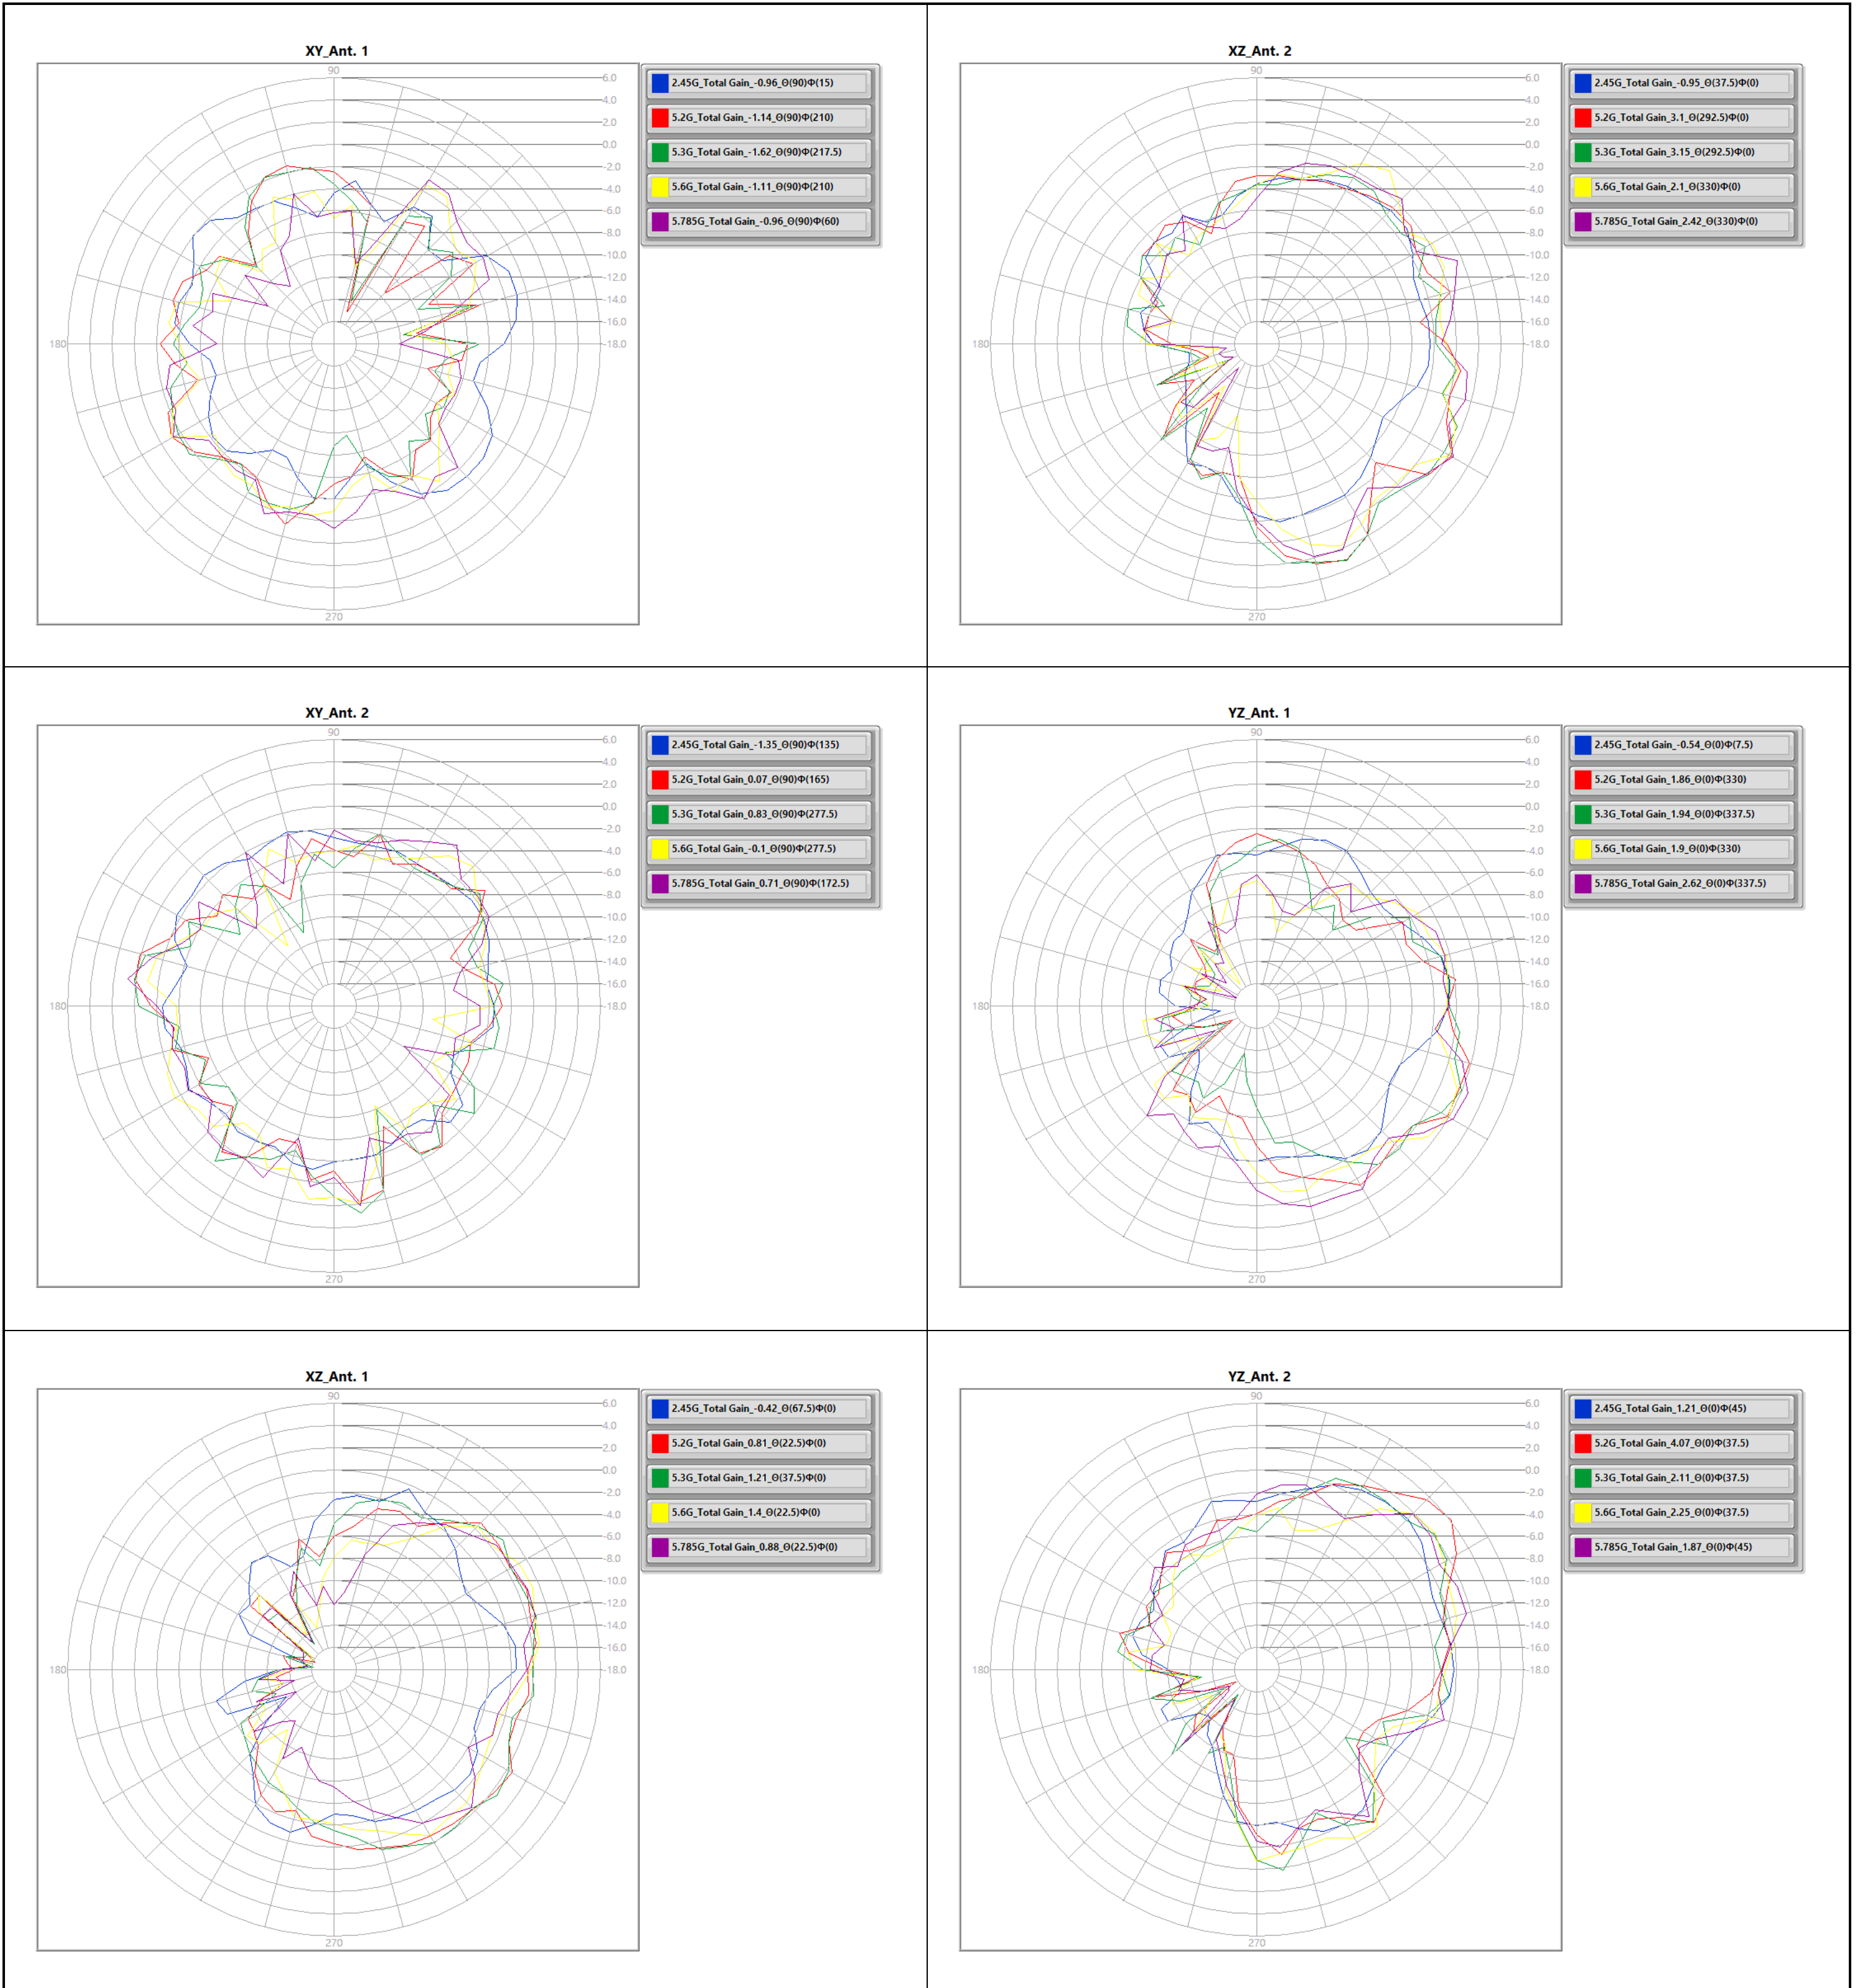 XY_Ant. 1
90
180
270
6.0
4.0
2.0
0.0
-2.0
-4.0
-6.0
-8.0
-10.0
-12.0
-14.0
-16.0
-18.0
2.45G_Total Gain_-0.96_Θ(90)Φ(15)
5.2G_Total Gain_-1.14_Θ(90)Φ(210)
5.3G_Total Gain_-1.62_Θ(90)Φ(217.5)
5.6G_Total Gain_-1.11_Θ(90)Φ(210)
5.785G_Total Gain_-0.96_Θ(90)Φ(60)
XZ_Ant. 2
90
180
270
6.0
4.0
2.0
0.0
-2.0
-4.0
-6.0
-8.0
-10.0
-12.0
-14.0
-16.0
-18.0
2.45G_Total Gain_-0.95_Θ(37.5)Φ(0)
5.2G_Total Gain_3.1_Θ(292.5)Φ(0)
5.3G_Total Gain_3.15_Θ(292.5)Φ(0)
5.6G_Total Gain_2.1_Θ(330)Φ(0)
5.785G_Total Gain_2.42_Θ(330)Φ(0)
XY_Ant. 2
90
180
270
6.0
4.0
2.0
0.0
-2.0
-4.0
-6.0
-8.0
-10.0
-12.0
-14.0
-16.0
-18.0
2.45G_Total Gain_-1.35_Θ(90)Φ(135)
5.2G_Total Gain_0.07_Θ(90)Φ(165)
5.3G_Total Gain_0.83_Θ(90)Φ(277.5)
5.6G_Total Gain_-0.1_Θ(90)Φ(277.5)
5.785G_Total Gain_0.71_Θ(90)Φ(172.5)
YZ_Ant. 1
90
180
270
6.0
4.0
2.0
0.0
-2.0
-4.0
-6.0
-8.0
-10.0
-12.0
-14.0
-16.0
-18.0
2.45G_Total Gain_-0.54_Θ(0)Φ(7.5)
5.2G_Total Gain_1.86_Θ(0)Φ(330)
5.3G_Total Gain_1.94_Θ(0)Φ(337.5)
5.6G_Total Gain_1.9_Θ(0)Φ(330)
5.785G_Total Gain_2.62_Θ(0)Φ(337.5)
XZ_Ant. 1
90
180
270
6.0
4.0
2.0
0.0
-2.0
-4.0
-6.0
-8.0
-10.0
-12.0
-14.0
-16.0
-18.0
2.45G_Total Gain_-0.42_Θ(67.5)Φ(0)
5.2G_Total Gain_0.81_Θ(22.5)Φ(0)
5.3G_Total Gain_1.21_Θ(37.5)Φ(0)
5.6G_Total Gain_1.4_Θ(22.5)Φ(0)
5.785G_Total Gain_0.88_Θ(22.5)Φ(0)
YZ_Ant. 2
90
180
270
6.0
4.0
2.0
0.0
-2.0
-4.0
-6.0
-8.0
-10.0
-12.0
-14.0
-16.0
-18.0
2.45G_Total Gain_1.21_Θ(0)Φ(45)
5.2G_Total Gain_4.07_Θ(0)Φ(37.5)
5.3G_Total Gain_2.11_Θ(0)Φ(37.5)
5.6G_Total Gain_2.25_Θ(0)Φ(37.5)
5.785G_Total Gain_1.87_Θ(0)Φ(45)